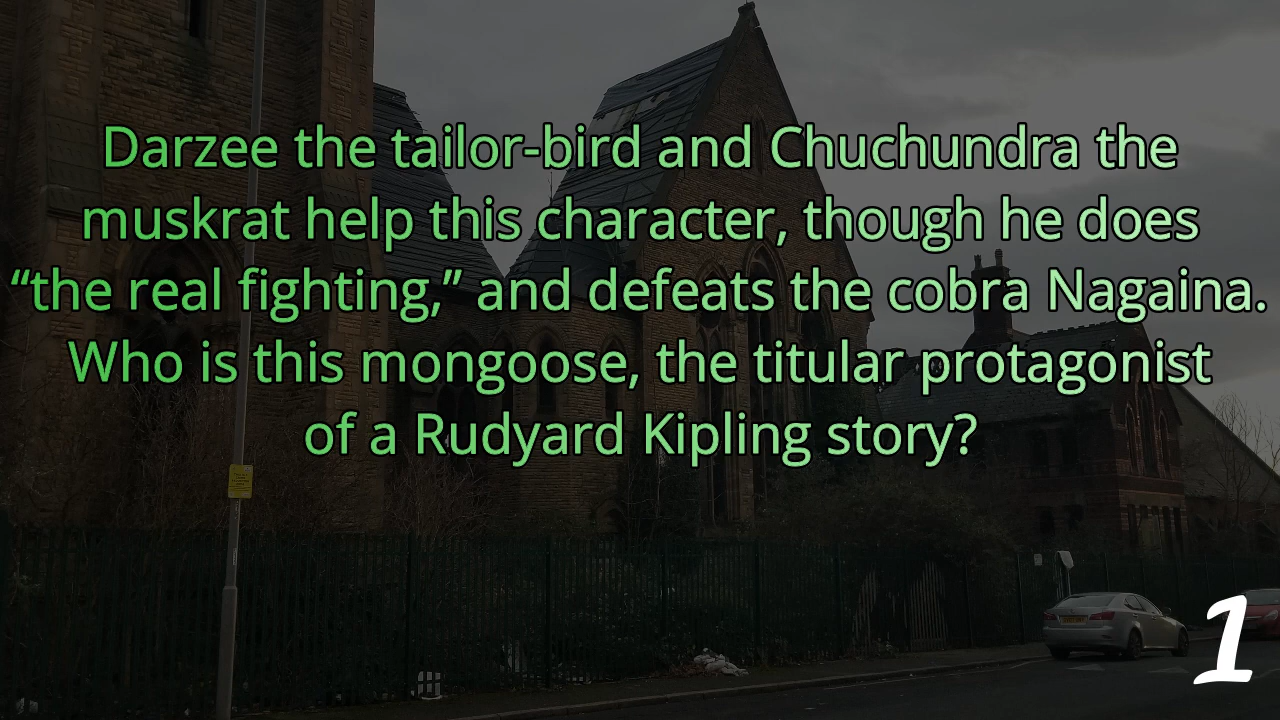 Darzee the tailor-bird and Chuchundra the
muskrat help this character, though he does
“the real fighting,” and defeats the cobra Nagaina.
Who is this mongoose, the titular protagonist
of a Rudyard Kipling story?
1